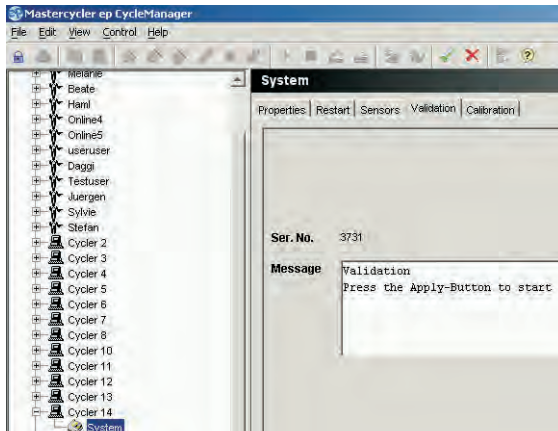 Mastercycler ep CycleManager
File Edit View Control Help
Melanie
Beate
Haml
Online4
Online5
useruser
Daggi
Testuser
Juergen
Sylvie
Stefan
Cycler 2
Cycler 3
Cycler 4
Cycler 5
Cycler 6
Cycler 7
Cycler 8
Cycler 10
Cycler 11
Cycler 12
Cycler 13
Cycler 14
System
System
Properties Restart Sensors Validation Calibration
Ser. No. 3731
Message
Validation
Press the Apply-Button to start